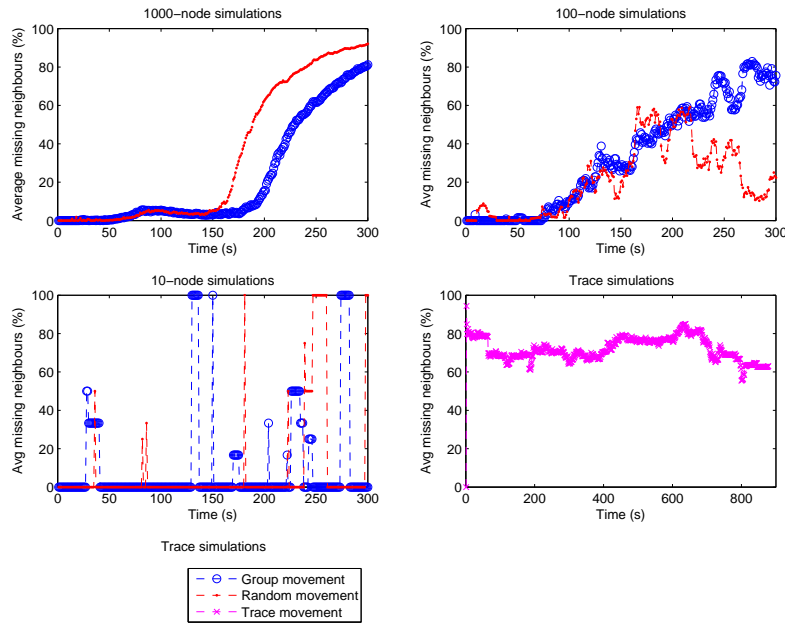 1000-node simulations
100
80
60
40
20
0
0 50 100 150 200 250 300
Average missing neighbours (%)
Time (s)
100-node simulations
100
80
60
40
20
0
0 50 100 150 200 250 300
Avg missing neighbours (%)
Time (s)
10-node simulations
100
80
60
40
20
0
0 50 100 150 200 250 300
Avg missing neighbours (%)
Time (s)
Trace simulations
100
80
60
40
20
0
0 200 400 600 800
Avg missing neighbours (%)
Time (s)
Trace simulations
Group movement
Random movement
Trace movement